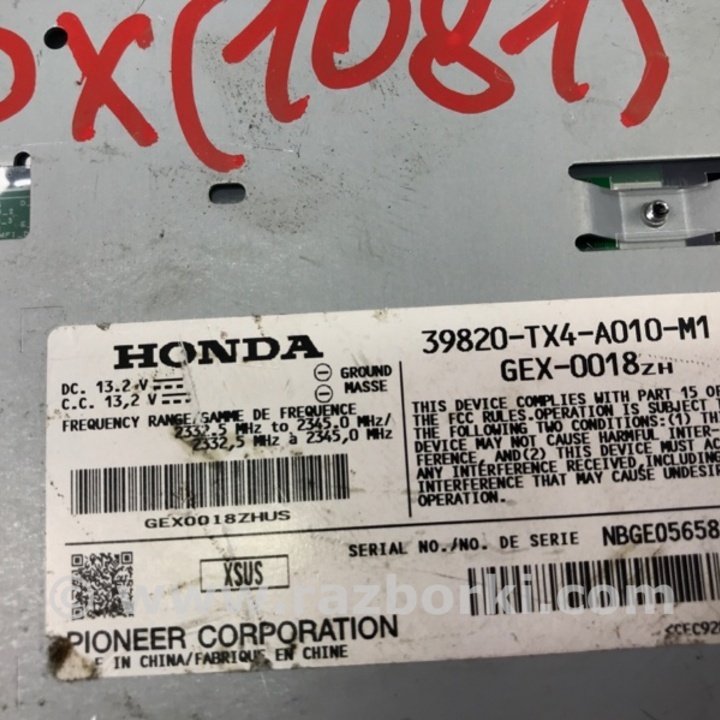 DX(1081)
HONDA
39820-TX4-A010-M1
GEX-0018ZH
DC. 13.2 V
C.C. 13,2 V
GROUND
MASSE
FREQUENCY RANGE/GAMME DE FREQUENCE
2332.5 MHz to 2345.0 MHz/
2332,5 MHz à 2345,0 MHz
THIS DEVICE COMPLIES WITH PART 15 OF
THE FCC RULES.OPERATION IS SUBJECT
THE FOLLOWING TWO CONDITIONS:(1) TH
DEVICE MAY NOT CAUSE HARMFUL INTER-
FERENCE, AND(2) THIS DEVICE MUST AC
ANY INTERFERENCE RECEIVED,INCLUDING
INTERFERENCE THAT MAY CAUSE UNDESIR
OPERATION.
GEX0018ZHUS
SERIAL NO./NO. DE SERIE NBGE05658
XSUS
© www.razborki.com
PIONEER CORPORATION
IN CHINA/FABRIQUE EN CHINE